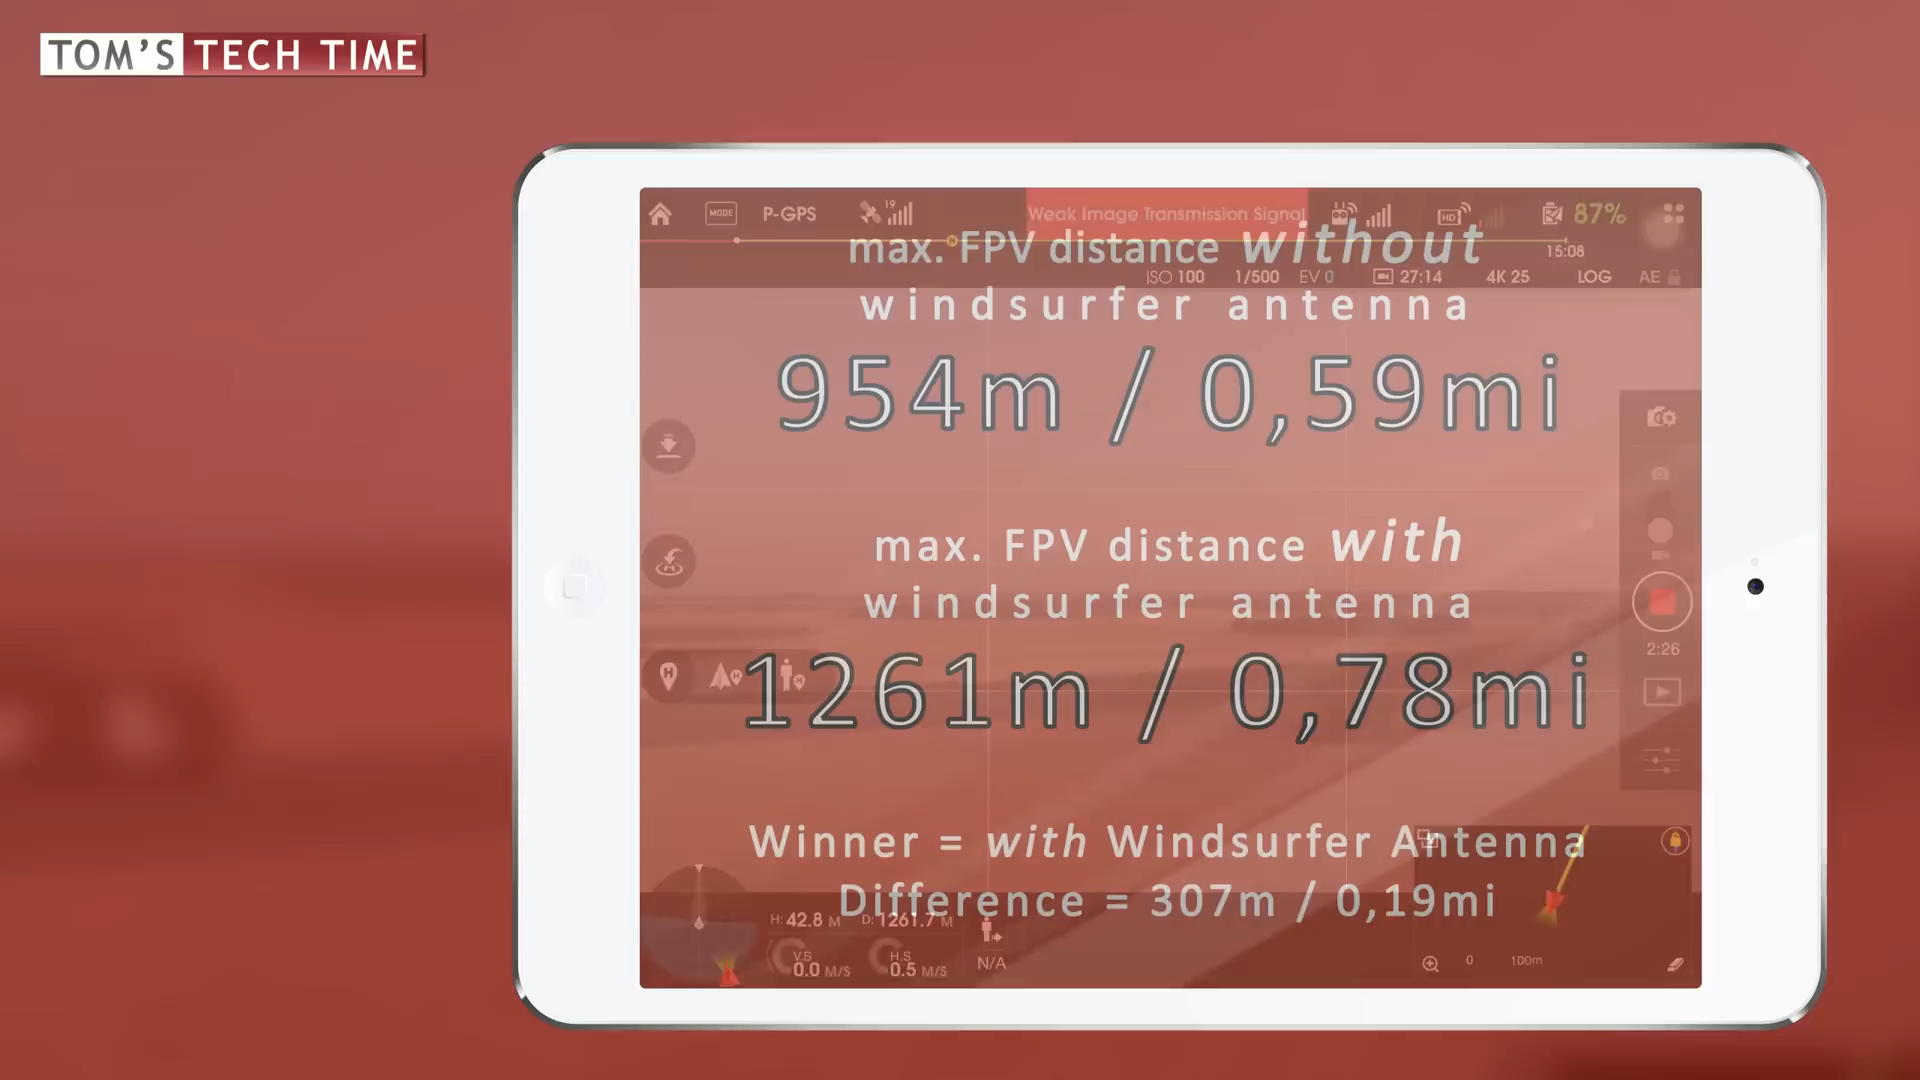 TOM'S TECH TIME
MODE P-GPS 19 Weak Image Transmission Signal HD 87%
15:08
max. FPV distance without
ISO 100 1/500 EV 0 27:14 4K 25 LOG AE
windsurfer antenna
954m / 0,59mi
max. FPV distance with
windsurfer antenna
2:26
1261m / 0,78mi
Winner = with Windsurfer Antenna
Difference = 307m / 0,19mi
H: 42.8 M D: 1261.7 M
V.S 0.0 M/S H.S 0.5 M/S N/A
0 100m